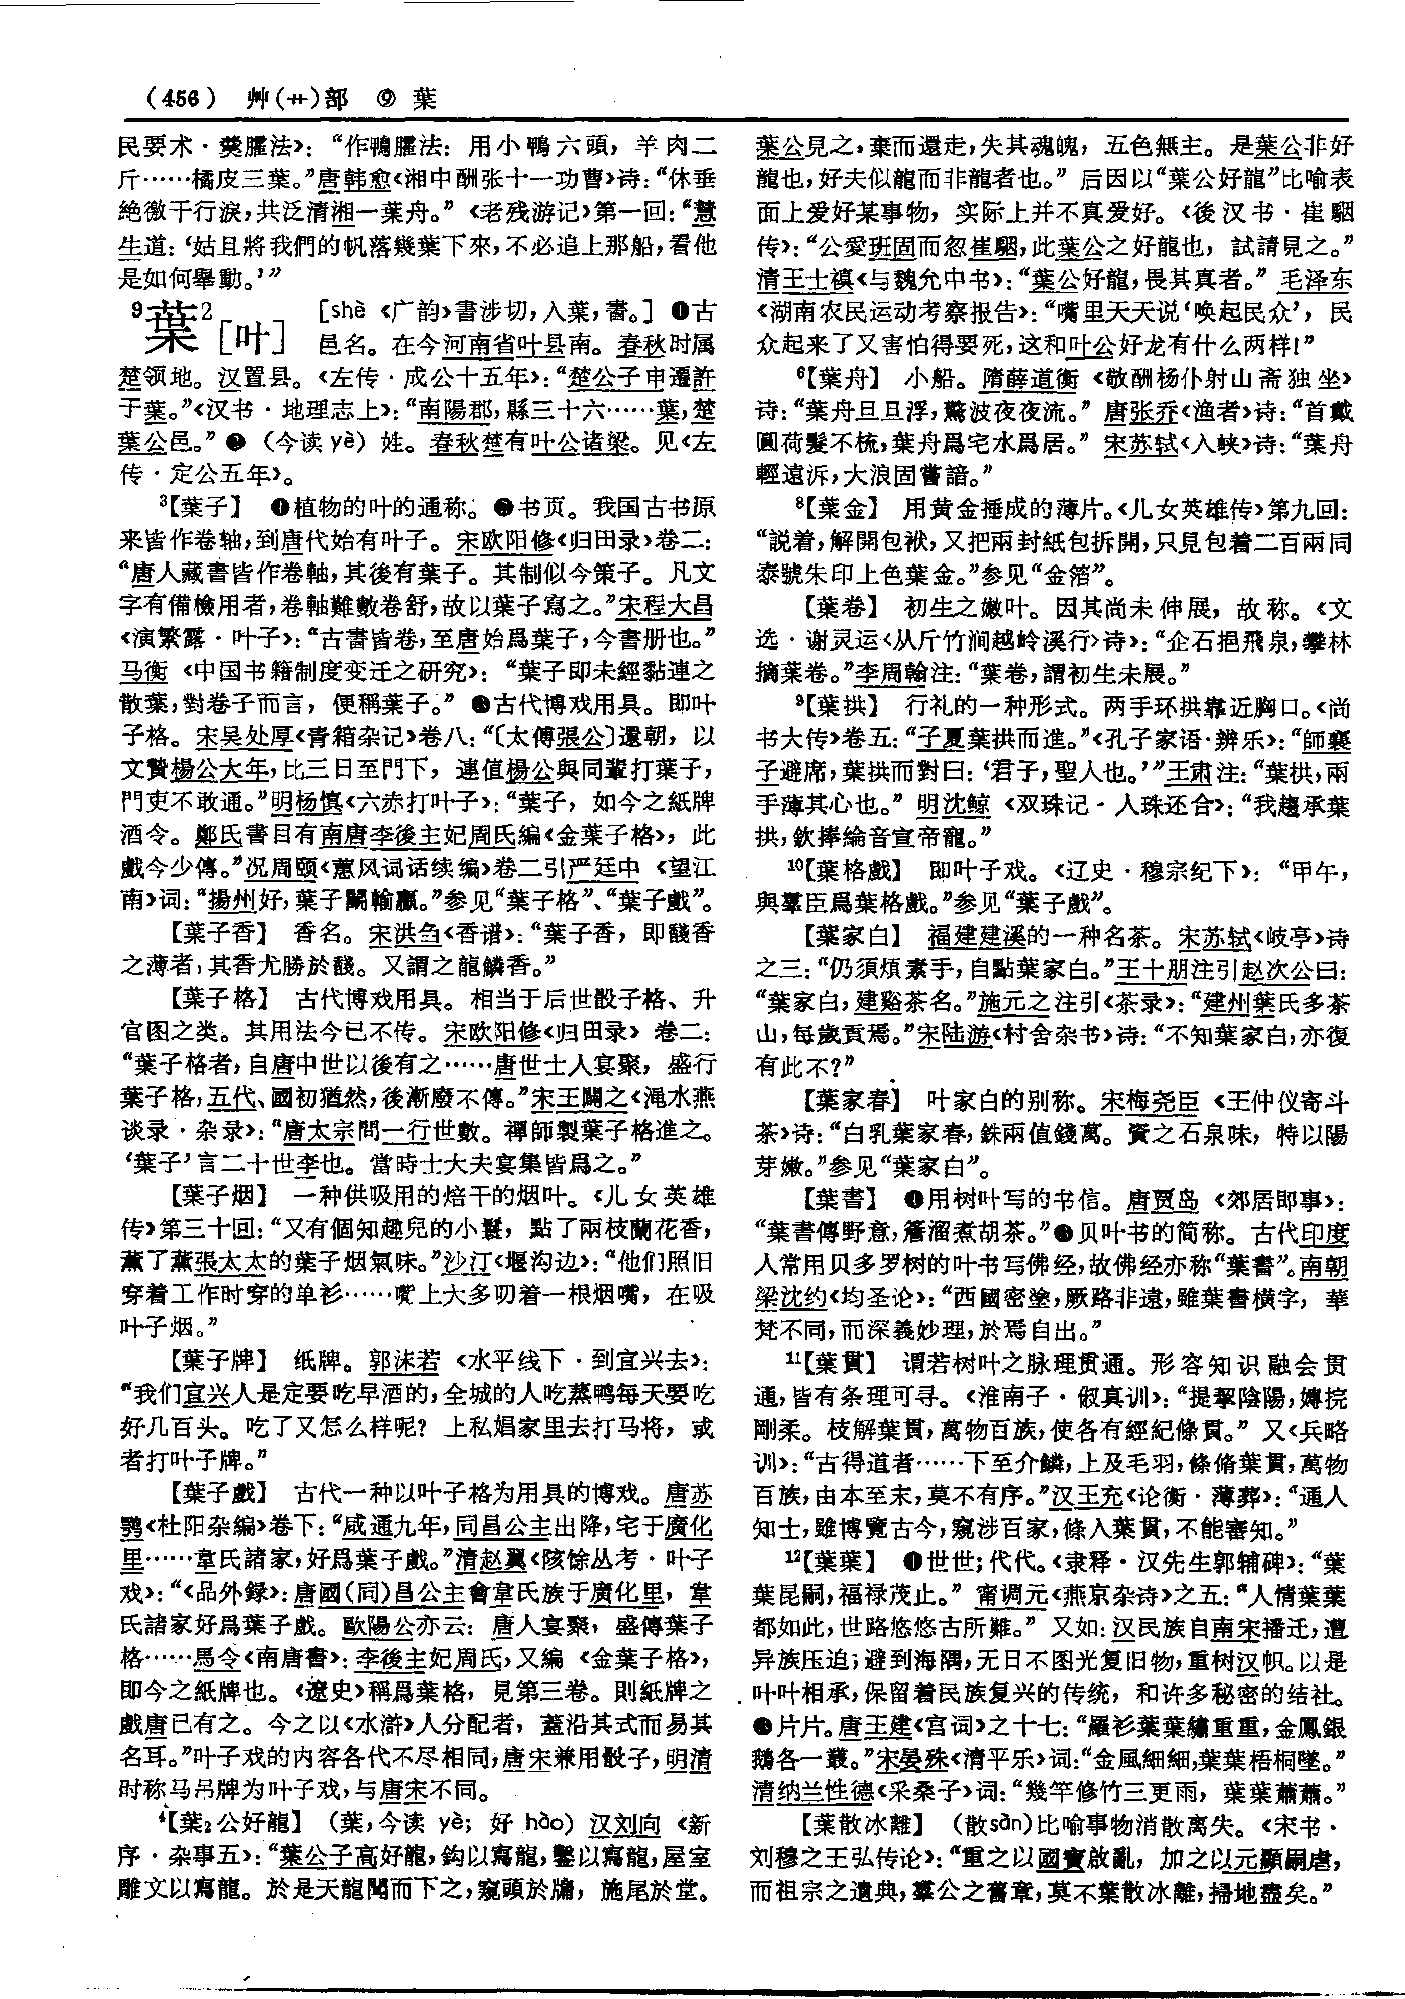 （456） 艸(艹)部 ⑨ 葉
民要术·羹臛法》：“作鴨臛法：用小鴨六頭，羊肉二
斤……橘皮三葉。”唐韩愈《湘中酬张十一功曹》诗：“休垂
絶徼千行淚，共泛清湘一葉舟。”《老残游记》第一回：“慧
生道：‘姑且將我們的帆落幾葉下來，不必追上那船，看他
是如何舉動。’”
9葉2［叶］ ［shè 《广韵》書涉切，入葉，書。］ ❶古
邑名。在今河南省叶县南。春秋时属
楚领地。汉置县。《左传·成公十五年》：“楚公子申遷許
于葉。”《汉书·地理志上》：“南陽郡，縣三十六……葉，楚
葉公邑。”❷（今读 yè）姓。春秋楚有叶公诸梁。见《左
传·定公五年》。
3【葉子】 ❶植物的叶的通称。❷书页。我国古书原
来皆作卷轴，到唐代始有叶子。宋欧阳修《归田录》卷二：
“唐人藏書皆作卷軸，其後有葉子。其制似今策子。凡文
字有備檢用者，卷軸難數卷舒，故以葉子寫之。”宋程大昌
《演繁露·叶子》：“古書皆卷，至唐始爲葉子，今書册也。”
马衡《中国书籍制度变迁之研究》：“葉子即未經黏連之
散葉，對卷子而言，便稱葉子。”❸古代博戏用具。即叶
子格。宋吴处厚《青箱杂记》卷八：“〔太傅張公〕還朝，以
文贊楊公大年，比三日至門下，連值楊公與同輩打葉子，
門吏不敢通。”明杨慎《六赤打叶子》：“葉子，如今之紙牌
酒令。鄭氏書目有南唐李後主妃周氏編《金葉子格》，此
戲今少傳。”况周颐《蕙风词话续编》卷二引严廷中《望江
南》词：“揚州好，葉子鬭輸贏。”参见“葉子格”、“葉子戲”。
【葉子香】 香名。宋洪刍《香谱》：“葉子香，即餞香
之薄者，其香尤勝於餞。又謂之龍鱗香。”
【葉子格】 古代博戏用具。相当于后世骰子格、升
官图之类。其用法今已不传。宋欧阳修《归田录》卷二：
“葉子格者，自唐中世以後有之……唐世士人宴聚，盛行
葉子格，五代、國初猶然，後漸廢不傳。”宋王闢之《渑水燕
谈录·杂录》：“唐太宗問一行世數。禪師製葉子格進之。
‘葉子’言二十世李也。當時士大夫宴集皆爲之。”
【葉子烟】 一种供吸用的焙干的烟叶。《儿女英雄
传》第三十回：“又有個知趣兒的小鬟，點了兩枝蘭花香，
薰了薰張太太的葉子烟氣味。”沙汀《堰沟边》：“他们照旧
穿着工作时穿的单衫……嘴上大多叨着一根烟嘴，在吸
叶子烟。”
【葉子牌】 纸牌。郭沫若《水平线下·到宜兴去》：
“我们宜兴人是定要吃早酒的，全城的人吃蒸鸭每天要吃
好几百头。吃了又怎么样呢？上私娼家里去打马将，或
者打叶子牌。”
【葉子戲】 古代一种以叶子格为用具的博戏。唐苏
鹗《杜阳杂编》卷下：“咸通九年，同昌公主出降，宅于廣化
里……韋氏諸家，好爲葉子戲。”清赵翼《陔馀丛考·叶子
戏》：“《品外録》：唐國（同）昌公主會韋氏族于廣化里，韋
氏諸家好爲葉子戲。歐陽公亦云：唐人宴聚，盛傳葉子
格……馬令《南唐書》：李後主妃周氏，又編《金葉子格》，
即今之紙牌也。《遼史》稱爲葉格，見第三卷。則紙牌之
戲唐已有之。今之以《水滸》人分配者，蓋沿其式而易其
名耳。”叶子戏的内容各代不尽相同，唐宋兼用骰子，明清
时称马吊牌为叶子戏，与唐宋不同。
4【葉2公好龍】 （葉，今读 yè；好 hào）汉刘向《新
序·杂事五》：“葉公子高好龍，鈎以寫龍，鑿以寫龍，屋室
雕文以寫龍。於是天龍聞而下之，窺頭於牖，施尾於堂。
葉公見之，棄而還走，失其魂魄，五色無主。是葉公非好
龍也，好夫似龍而非龍者也。”后因以“葉公好龍”比喻表
面上爱好某事物，实际上并不真爱好。《後汉书·崔駰
传》：“公愛班固而忽崔駰，此葉公之好龍也，試請見之。”
清王士禛《与魏允中书》：“葉公好龍，畏其真者。”毛泽东
《湖南农民运动考察报告》：“嘴里天天说‘唤起民众’，民
众起来了又害怕得要死，这和叶公好龙有什么两样！”
6【葉舟】 小船。隋薛道衡《敬酬杨仆射山斋独坐》
诗：“葉舟旦旦浮，驚波夜夜流。”唐张乔《渔者》诗：“首戴
圓荷髮不梳，葉舟爲宅水爲居。”宋苏轼《入峡》诗：“葉舟
輕遠泝，大浪固嘗諳。”
8【葉金】 用黄金捶成的薄片。《儿女英雄传》第九回：
“説着，解開包袱，又把兩封紙包拆開，只見包着二百兩同
泰號朱印上色葉金。”参见“金箔”。
【葉卷】 初生之嫩叶。因其尚未伸展，故称。《文
选·谢灵运〈从斤竹涧越岭溪行〉诗》：“企石挹飛泉，攀林
摘葉卷。”李周翰注：“葉卷，謂初生未展。”
9【葉拱】 行礼的一种形式。两手环拱靠近胸口。《尚
书大传》卷五：“子夏葉拱而進。”《孔子家语·辨乐》：“師襄
子避席，葉拱而對曰：‘君子，聖人也。’”王肃注：“葉拱，兩
手薄其心也。”明沈鲸《双珠记·人珠还合》：“我趨承葉
拱，欽捧綸音宣帝寵。”
10【葉格戲】 即叶子戏。《辽史·穆宗纪下》：“甲午，
與羣臣爲葉格戲。”参见“葉子戲”。
【葉家白】 福建建溪的一种名茶。宋苏轼《岐亭》诗
之三：“仍須煩素手，自點葉家白。”王十朋注引赵次公曰：
“葉家白，建谿茶名。”施元之注引《茶录》：“建州葉氏多茶
山，每歲貢焉。”宋陆游《村舍杂书》诗：“不知葉家白，亦復
有此不？”
【葉家春】 叶家白的别称。宋梅尧臣《王仲仪寄斗
茶》诗：“白乳葉家春，銖兩值錢萬。資之石泉味，特以陽
芽嫩。”参见“葉家白”。
【葉書】 ❶用树叶写的书信。唐贾岛《郊居即事》：
“葉書傳野意，簷溜煮胡茶。”❷贝叶书的简称。古代印度
人常用贝多罗树的叶书写佛经，故佛经亦称“葉書”。南朝
梁沈约《均圣论》：“西國密塗，厥路非遠，雖葉書横字，華
梵不同，而深義妙理，於焉自出。”
11【葉貫】 谓若树叶之脉理贯通。形容知识融会贯
通，皆有条理可寻。《淮南子·俶真训》：“提挈陰陽，嫥捖
剛柔。枝解葉貫，萬物百族，使各有經紀條貫。”又《兵略
训》：“古得道者……下至介鱗，上及毛羽，條脩葉貫，萬物
百族，由本至末，莫不有序。”汉王充《论衡·薄葬》：“通人
知士，雖博覽古今，窺涉百家，條入葉貫，不能審知。”
12【葉葉】 ❶世世；代代。《隶释·汉先生郭辅碑》：“葉
葉昆嗣，福禄茂止。”甯调元《燕京杂诗》之五：“人情葉葉
都如此，世路悠悠古所難。”又如：汉民族自南宋播迁，遭
异族压迫；避到海隅，无日不图光复旧物，重树汉帜。以是
叶叶相承，保留着民族复兴的传统，和许多秘密的结社。
❷片片。唐王建《宫词》之十七：“羅衫葉葉繡重重，金鳳銀
鵝各一叢。”宋晏殊《清平乐》词：“金風細細，葉葉梧桐墜。”
清纳兰性德《采桑子》词：“幾竿修竹三更雨，葉葉蕭蕭。”
【葉散冰離】 （散sǎn）比喻事物消散离失。《宋书·
刘穆之王弘传论》：“重之以國寶啟亂，加之以元顯嗣虐，
而祖宗之遺典，羣公之舊章，莫不葉散冰離，掃地盡矣。”